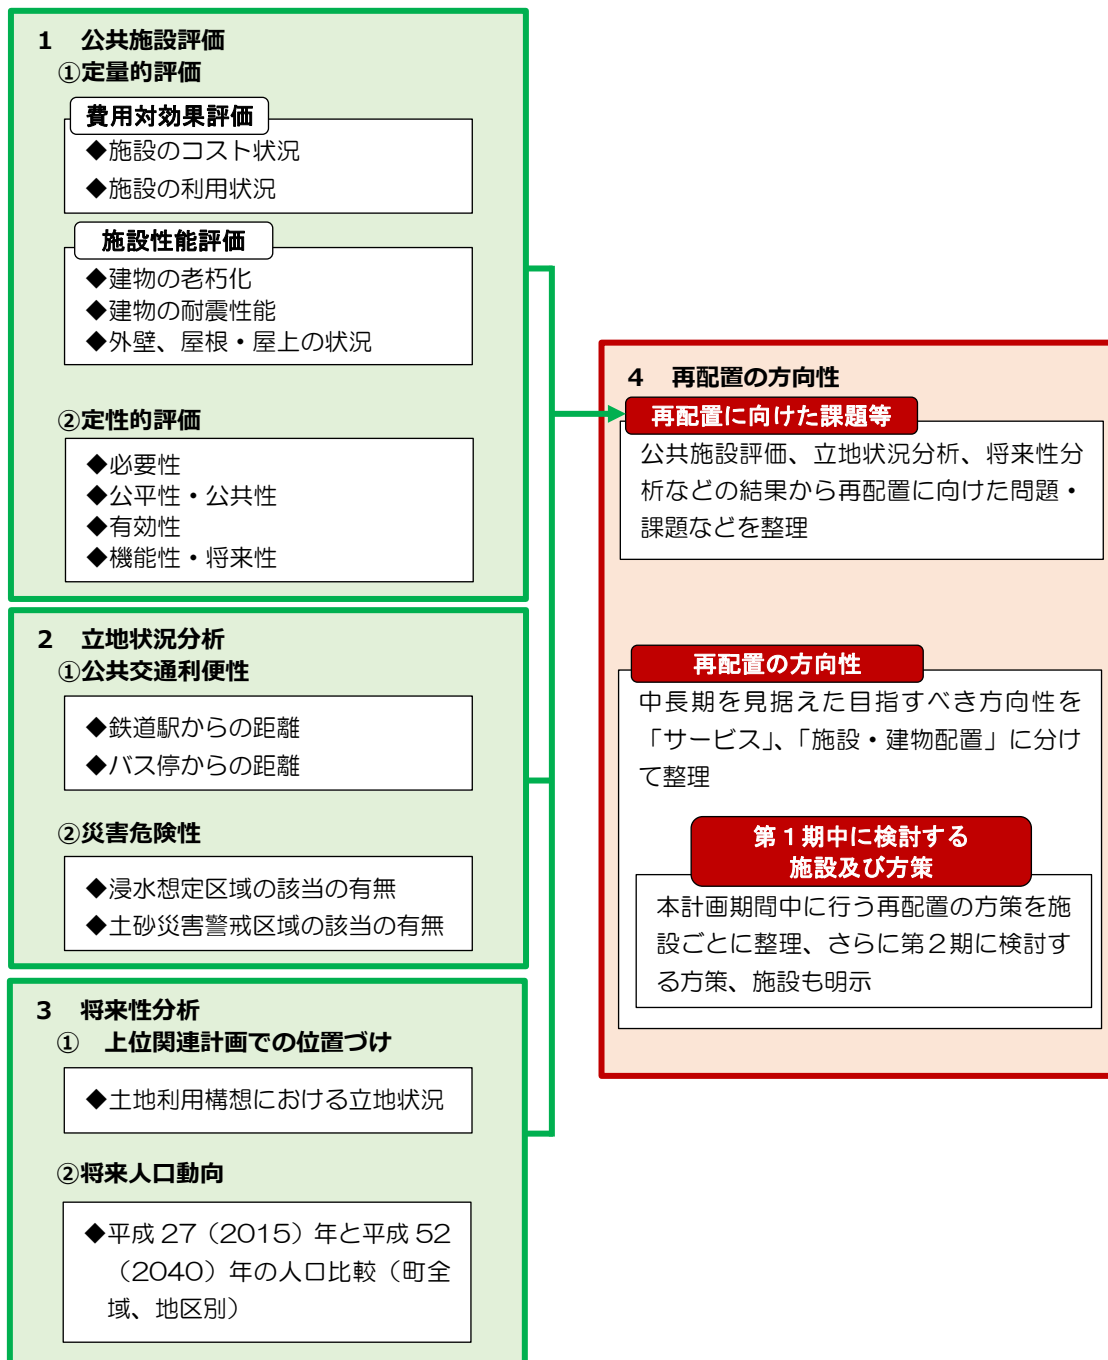 1 公共施設評価
①定量的評価
費用対効果評価
◆施設のコスト状況
◆施設の利用状況
施設性能評価
◆建物の老朽化
◆建物の耐震性能
◆外壁、屋根・屋上の状況
②定性的評価
◆必要性
◆公平性・公共性
◆有効性
◆機能性・将来性
2 立地状況分析
①公共交通利便性
◆鉄道駅からの距離
◆バス停からの距離
②災害危険性
◆浸水想定区域の該当の有無
◆土砂災害警戒区域の該当の有無
3 将来性分析
① 上位関連計画での位置づけ
◆土地利用構想における立地状況
②将来人口動向
◆平成 27（2015）年と平成 52
（2040）年の人口比較（町全
域、地区別）
4 再配置の方向性
再配置に向けた課題等
公共施設評価、立地状況分析、将来性分
析などの結果から再配置に向けた問題・
課題などを整理
再配置の方向性
中長期を見据えた目指すべき方向性を
「サービス」、「施設・建物配置」に分け
て整理
第１期中に検討する
施設及び方策
本計画期間中に行う再配置の方策を施
設ごとに整理、さらに第２期に検討す
る方策、施設も明示